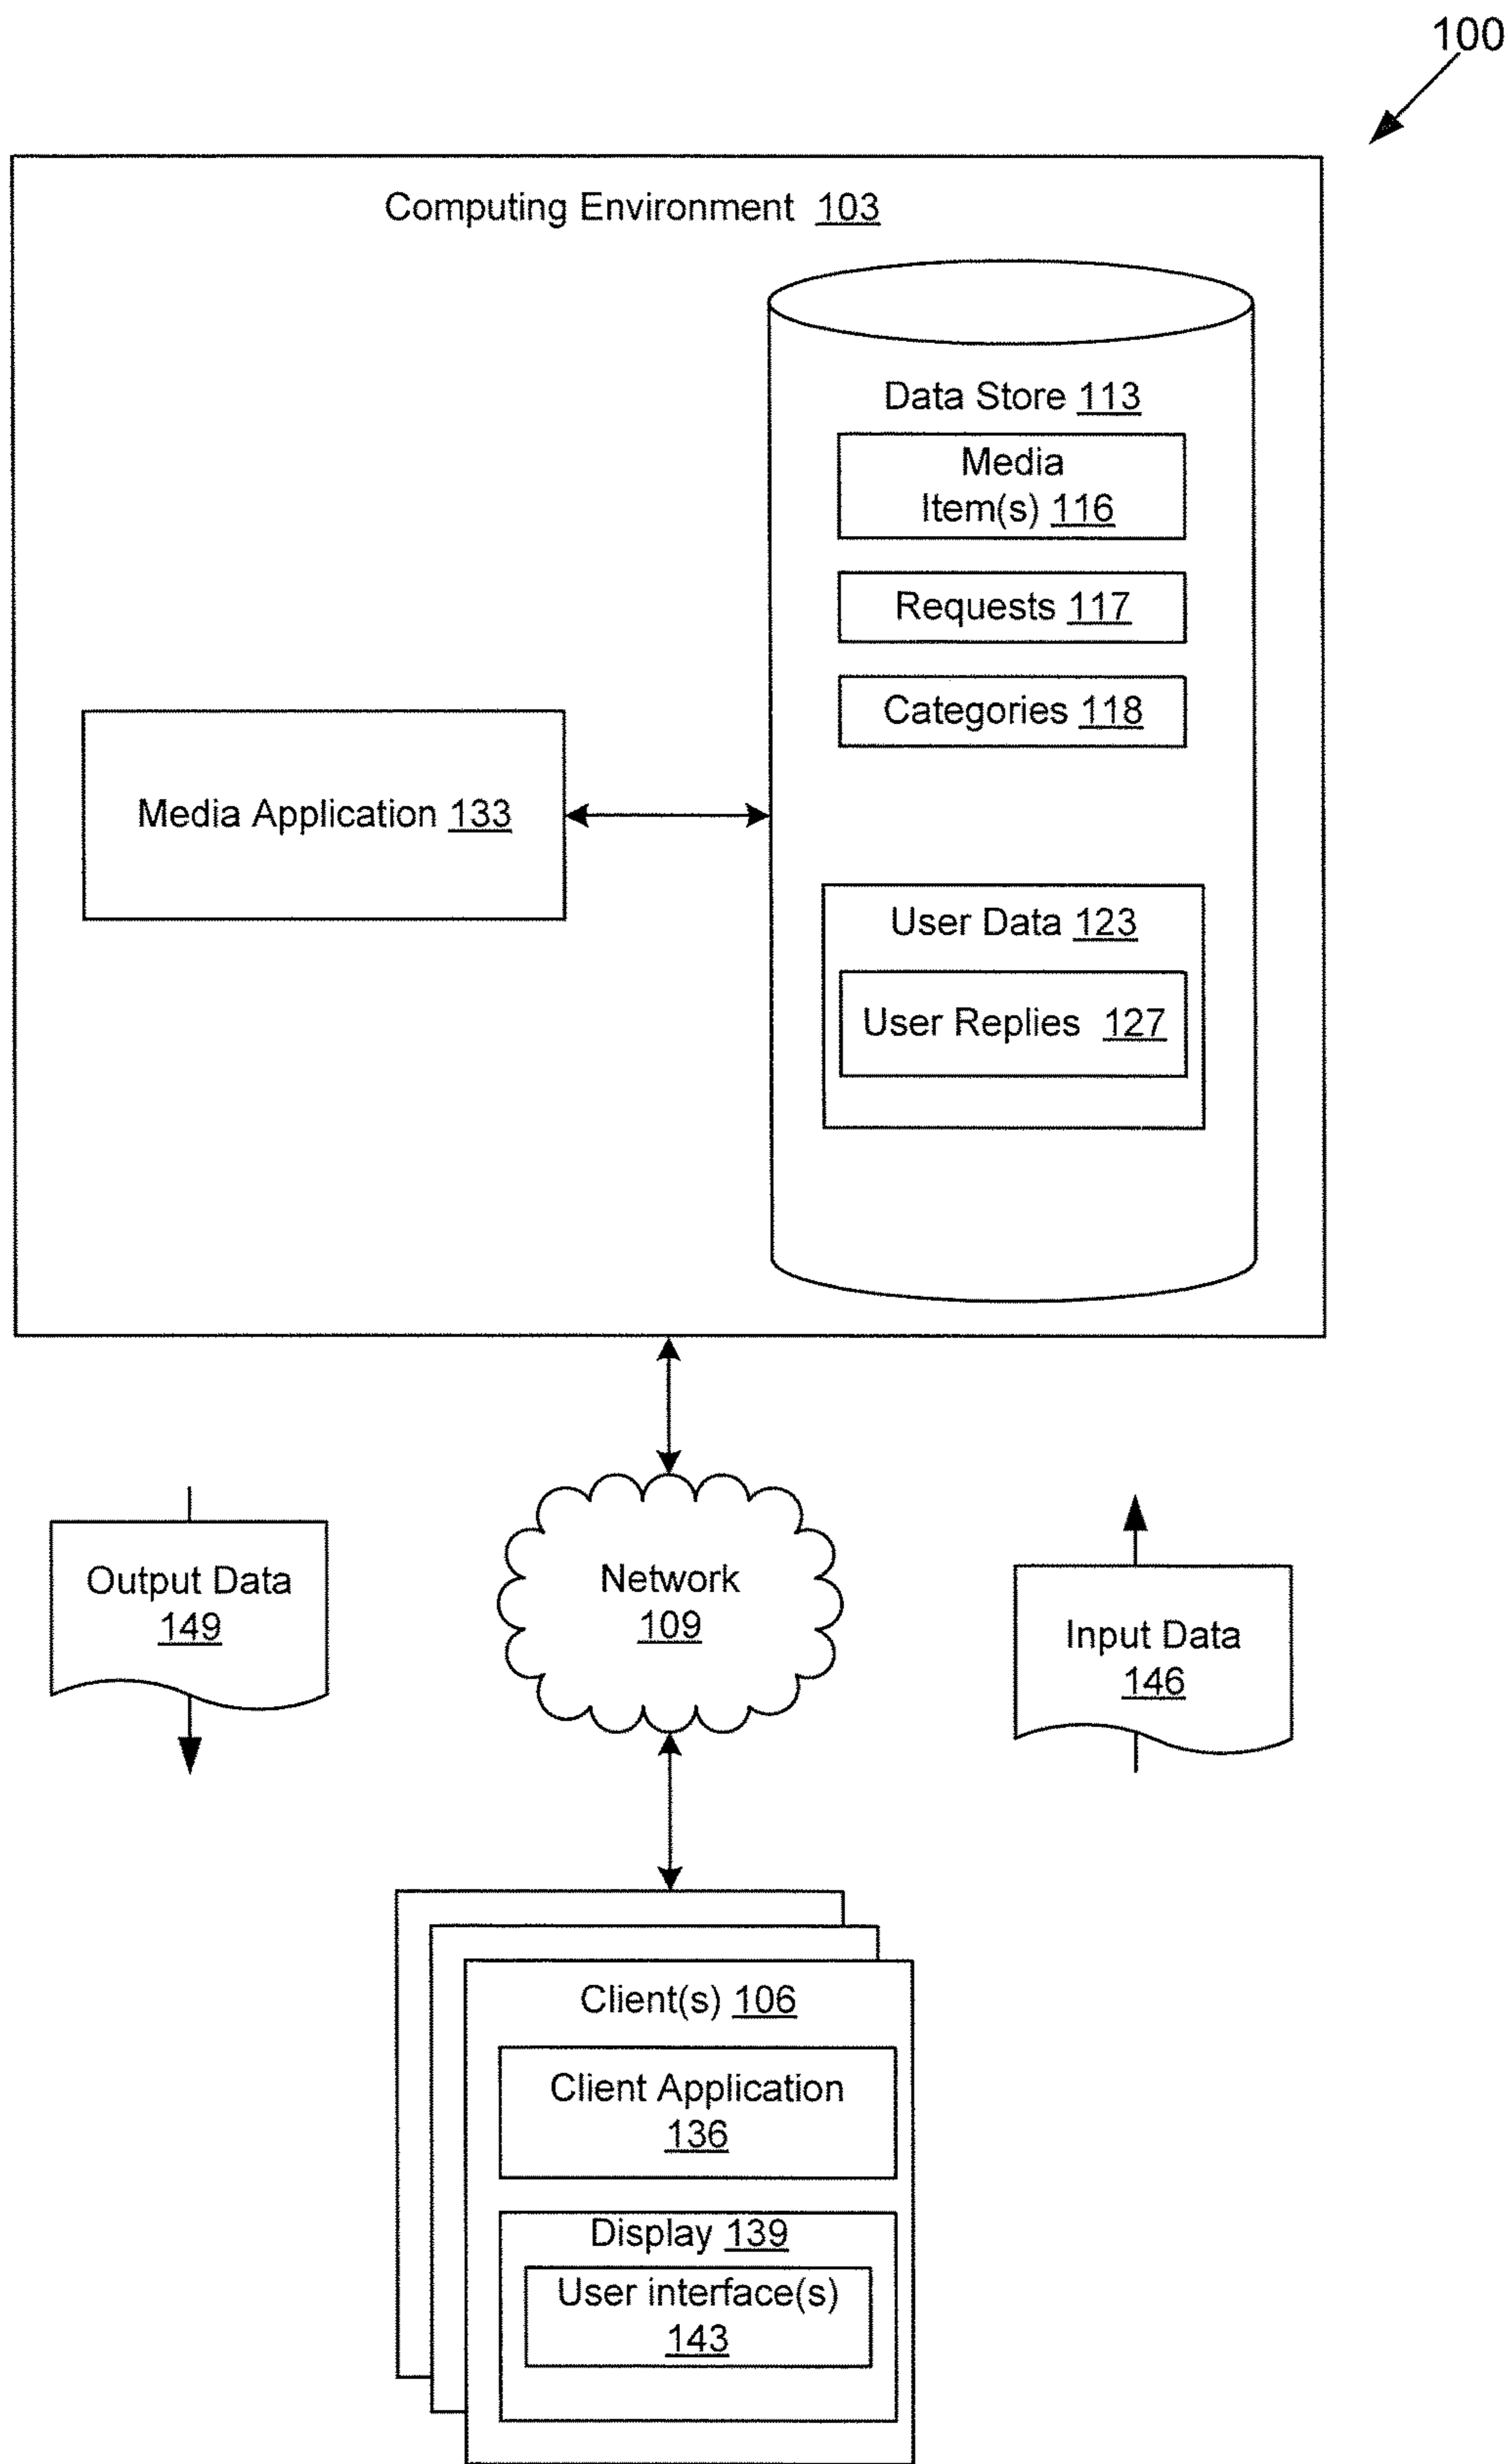 100
Computing Environment 103
Data Store 113
Media
Item(s) 116
Requests 117
Categories 118
Media Application 133
User Data 123
User Replies 127
Output Data
149
Network
109
Input Data
146
Client(s) 106
Client Application
136
Display 139
User interface(s)
143